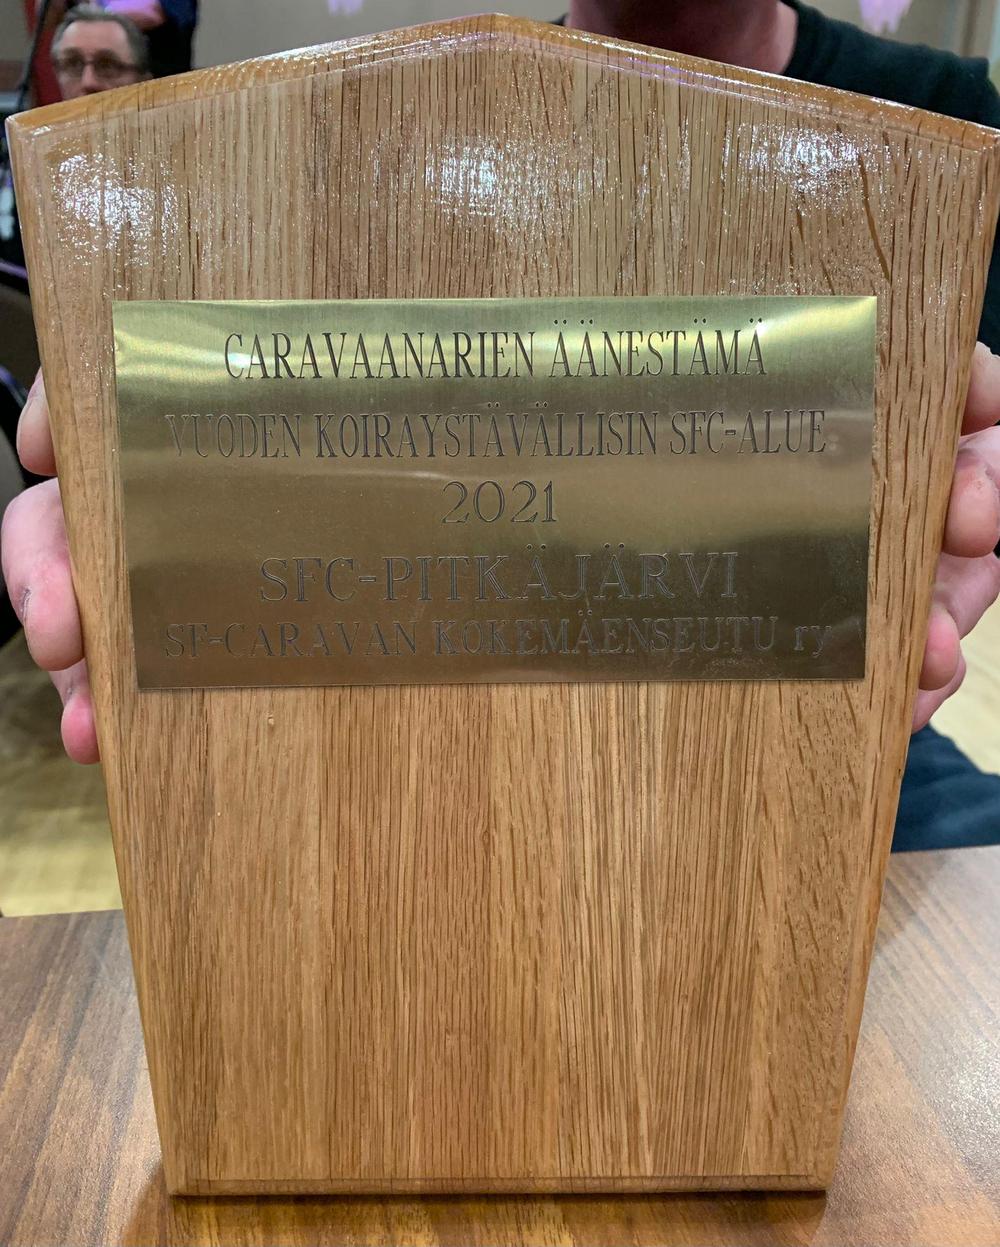 CARAVAANARIEN ÄÄNESTÄMÄ
VUODEN KOIRAYSTÄVÄLLISIN SFC-ALUE
2021
SFC-PITKÄJÄRVI
SF-CARAVAN KOKEMÄENSEUTU ry